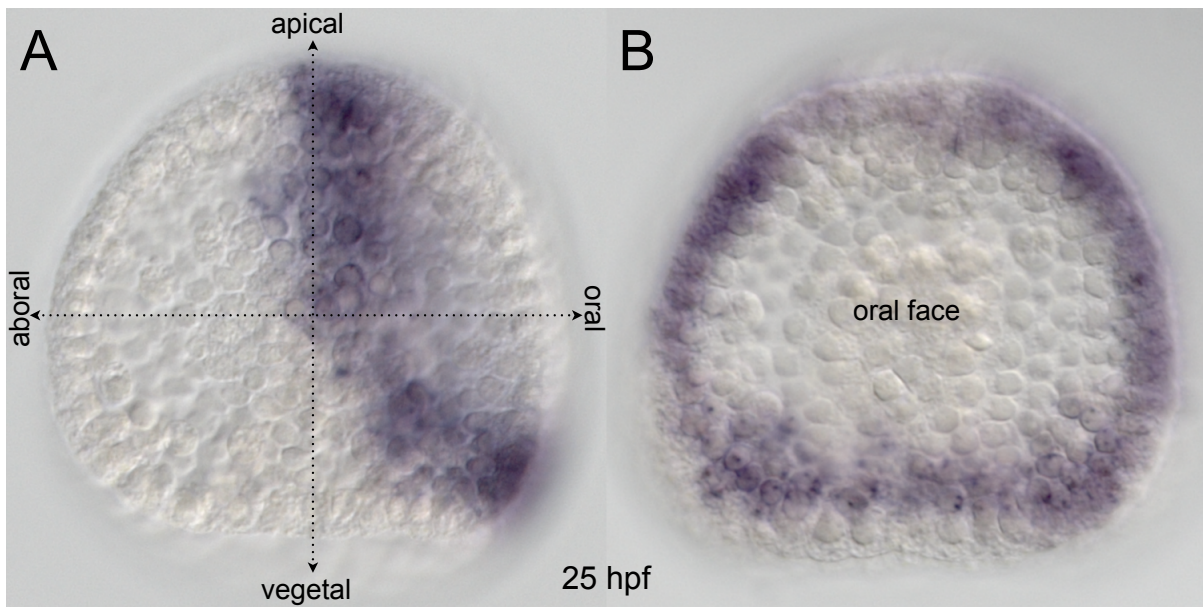 A
apical
aboral
oral
vegetal
B
oral face
25 hpf